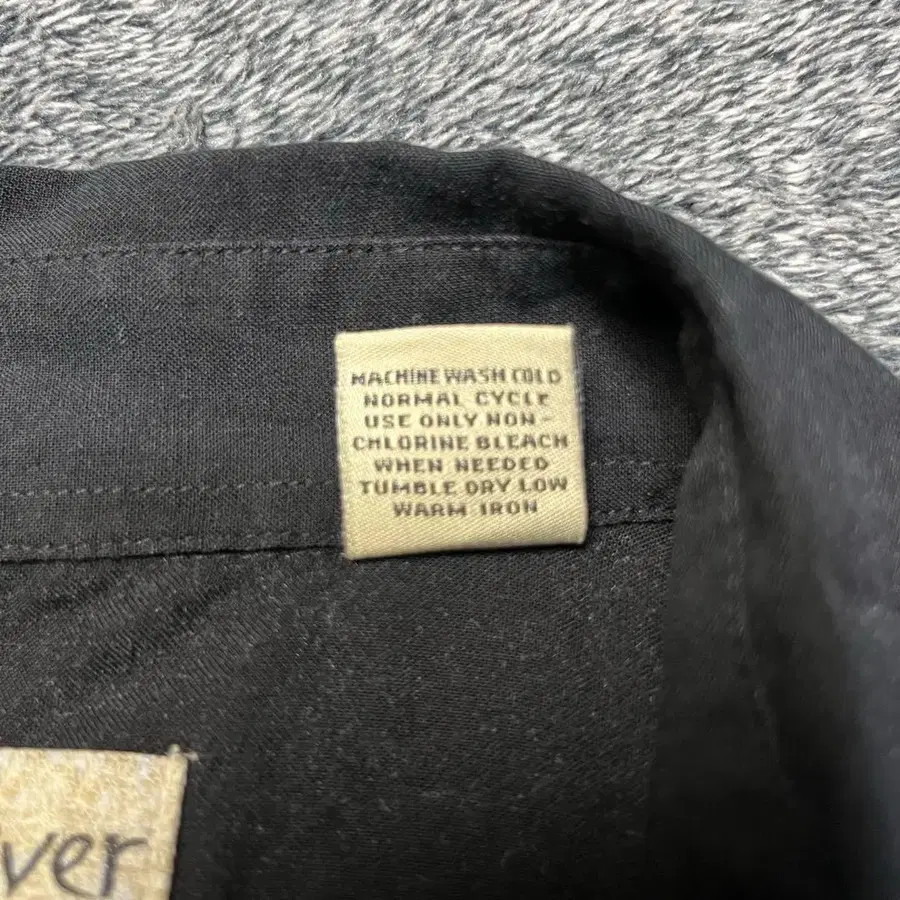 MACHINE WASH COLD
NORMAL CYCLE
USE ONLY NON-
CHLORINE BLEACH
WHEN NEEDED
TUMBLE DRY LOW
WARM IRON
ver